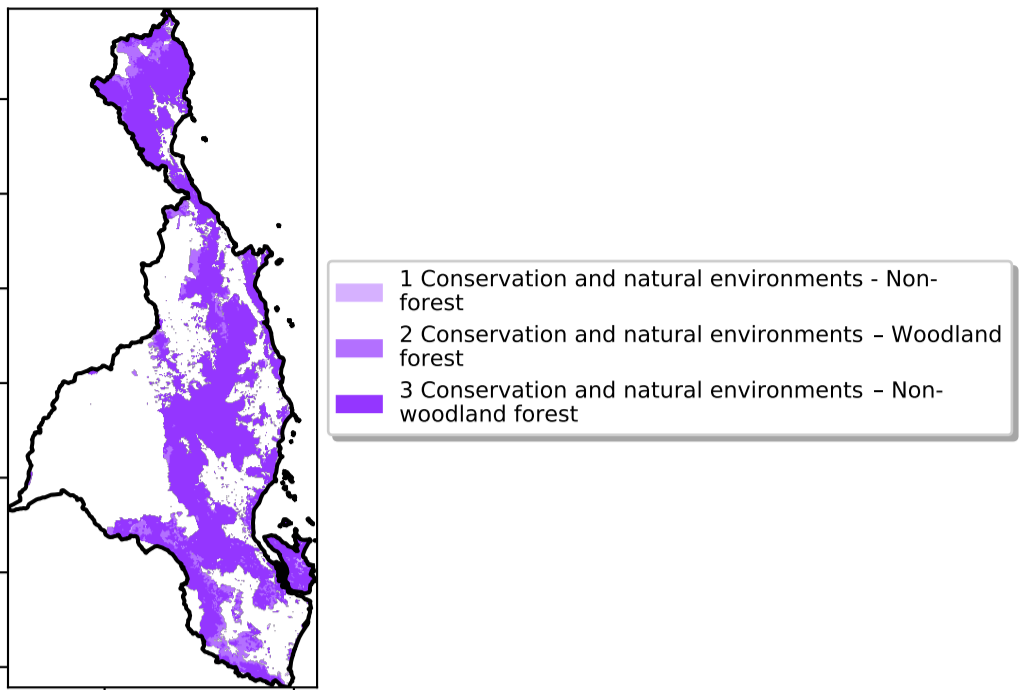 1 Conservation and natural environments - Non-
forest
2 Conservation and natural environments – Woodland
forest
3 Conservation and natural environments – Non-
woodland forest